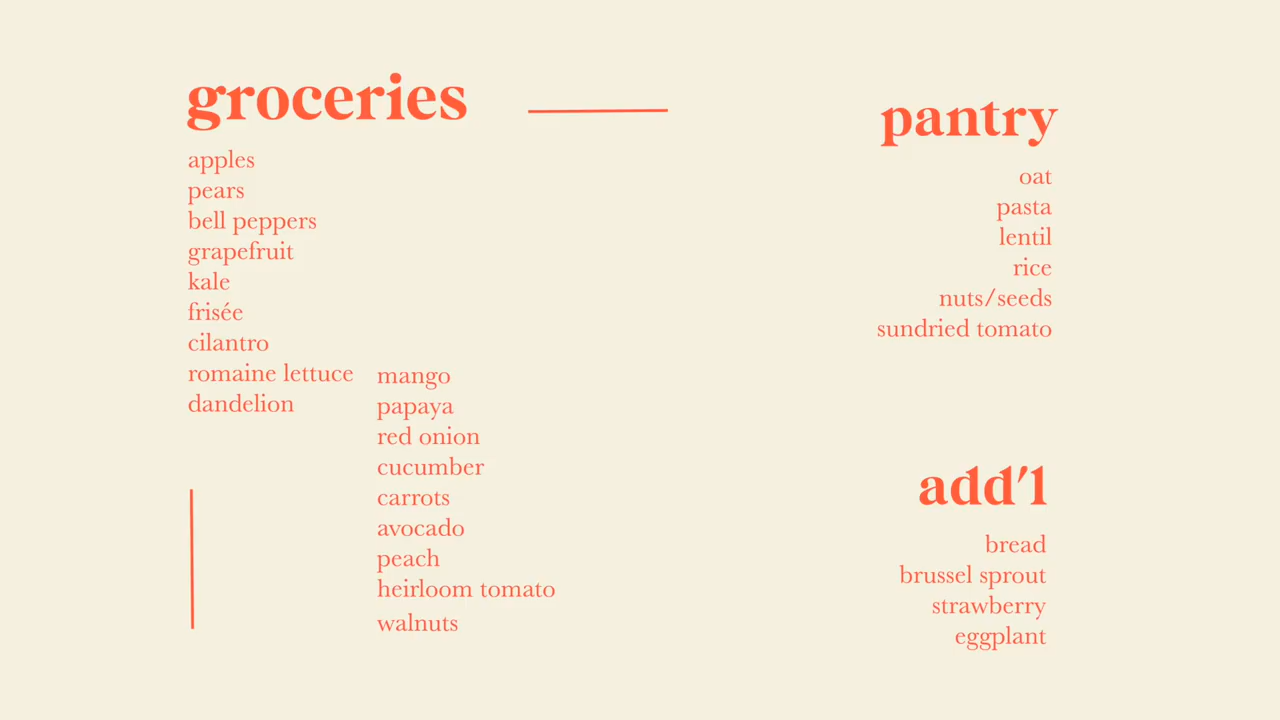 groceries
apples
pears
bell peppers
grapefruit
kale
frisée
cilantro
romaine lettuce
dandelion
mango
papaya
red onion
cucumber
carrots
avocado
peach
heirloom tomato
walnuts
pantry
oat
pasta
lentil
rice
nuts/seeds
sundried tomato
add'l
bread
brussel sprout
strawberry
eggplant